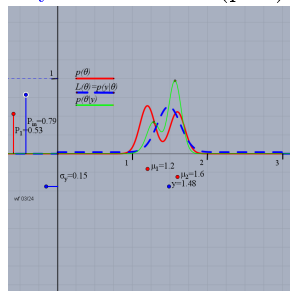 1
p(θ)
L(θ)=p(y|θ)
p(θ|y)
P_m=0.79
P_1=0.53
1 2 3
μ_1=1.2
μ_2=1.6
σ_y=0.15
y=1.48